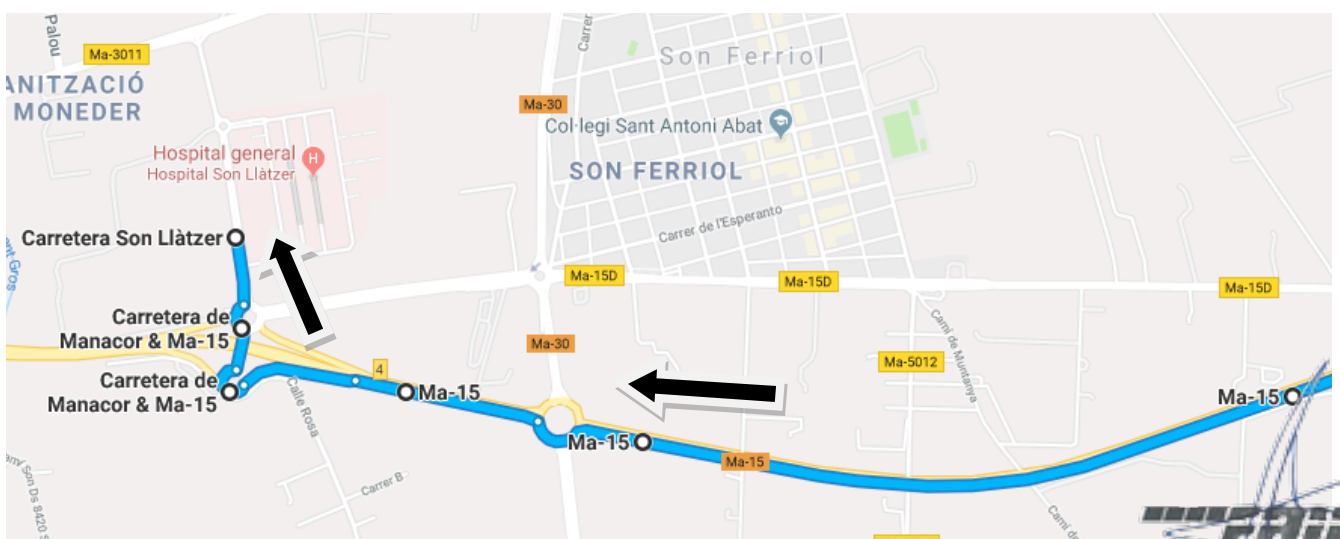 Palou
Ma-3011
ANITZACIÓ
MONEDER
Hospital general
Hospital Son Llàtzer
H
Carrer
Ma-30
Son Ferriol
Col·legi Sant Antoni Abat
SON FERRIOL
Carrer de l'Esperanto
Carretera Son Llàtzer
Ma-15D
Ma-15D
Ma-15D
Carretera de
Manacor & Ma-15
Carretera de
Manacor & Ma-15
4
Ma-15
Calle Rosa
Ma-30
Ma-5012
Camí de Muntanya
Ma-15
Ma-15
Ma-15
Carrer B
Camí de